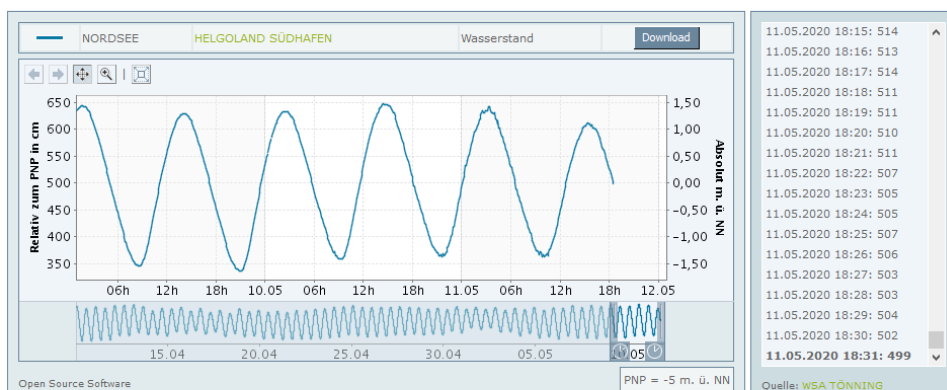 NORDSEE HELGOLAND SÜDHAFEN Wasserstand Download
Relativ zum PNP in cm
650
600
550
500
450
400
350
1,50
1,00
0,50
0,00
-0,50
-1,00
-1,50
Absolut m. ü. NN
06h 12h 18h 10.05 06h 12h 18h 11.05 06h 12h 18h 12.05
15.04 20.04 25.04 30.04 05.05 10.05
Open Source Software
PNP = -5 m. ü. NN
11.05.2020 18:15: 514
11.05.2020 18:16: 513
11.05.2020 18:17: 514
11.05.2020 18:18: 511
11.05.2020 18:19: 511
11.05.2020 18:20: 510
11.05.2020 18:21: 511
11.05.2020 18:22: 507
11.05.2020 18:23: 505
11.05.2020 18:24: 505
11.05.2020 18:25: 507
11.05.2020 18:26: 506
11.05.2020 18:27: 503
11.05.2020 18:28: 503
11.05.2020 18:29: 504
11.05.2020 18:30: 502
11.05.2020 18:31: 499
Quelle: WSA TÖNNING